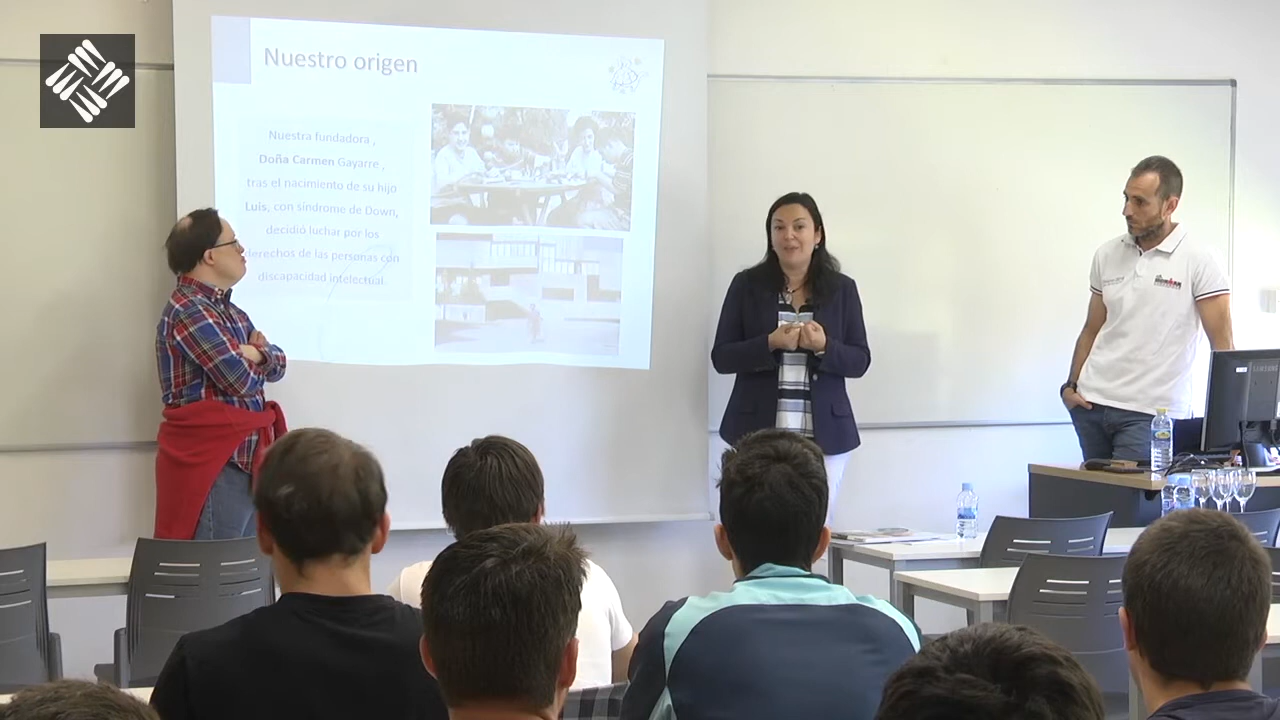 Nuestro origen
Nuestra fundadora ,
Doña Carmen Gayarre ,
tras el nacimiento de su hijo
Luis, con síndrome de Down,
decidió luchar por los
derechos de las personas con
discapacidad intelectual.
SAMSUNG